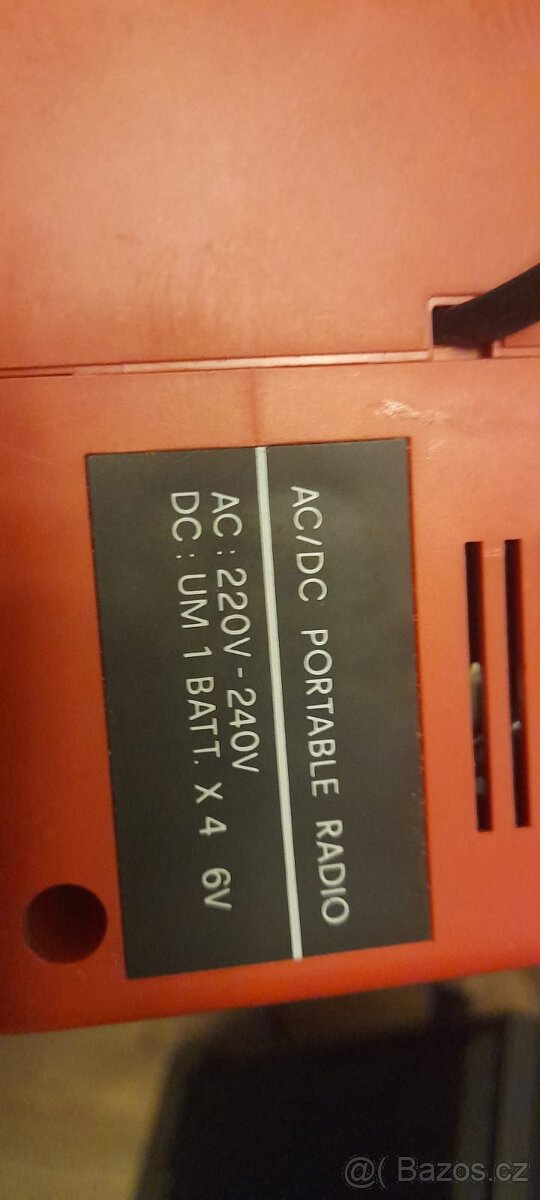 AC/DC PORTABLE RADIO
AC: 220V-240V
DC: UM 1 BATT. X 4 6V
@( Bazos.cz